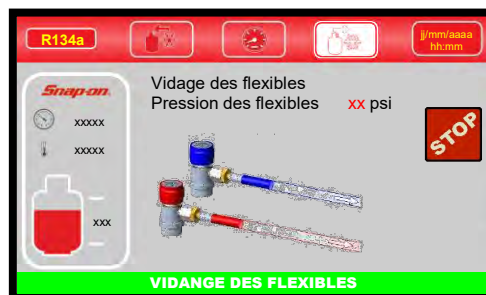 R134a
jj/mm/aaaa
hh:mm
Snap-on
xxxxx
xxxxx
xxx
Vidage des flexibles
Pression des flexibles xx psi
STOP
VIDANGE DES FLEXIBLES